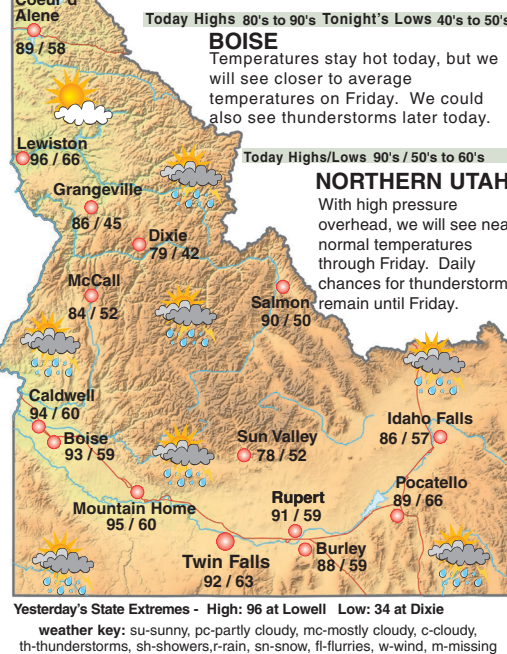 Coeur d'
Alene
89 / 58
Today Highs 80's to 90's Tonight's Lows 40's to 50's
BOISE
Temperatures stay hot today, but we
will see closer to average
temperatures on Friday. We could
also see thunderstorms later today.
Lewiston
96 / 66
Today Highs/Lows 90's / 50's to 60's
NORTHERN UTAH
With high pressure
overhead, we will see nea
normal temperatures
through Friday. Daily
chances for thunderstorm
remain until Friday.
Grangeville
86 / 45
Dixie
79 / 42
McCall
84 / 52
Salmon
90 / 50
Caldwell
94 / 60
Boise
93 / 59
Sun Valley
78 / 52
Idaho Falls
86 / 57
Mountain Home
95 / 60
Rupert
91 / 59
Pocatello
89 / 66
Twin Falls
92 / 63
Burley
88 / 59
Yesterday's State Extremes - High: 96 at Lowell Low: 34 at Dixie
weather key: su-sunny, pc-partly cloudy, mc-mostly cloudy, c-cloudy,
th-thunderstorms, sh-showers,r-rain, sn-snow, fl-flurries, w-wind, m-missing